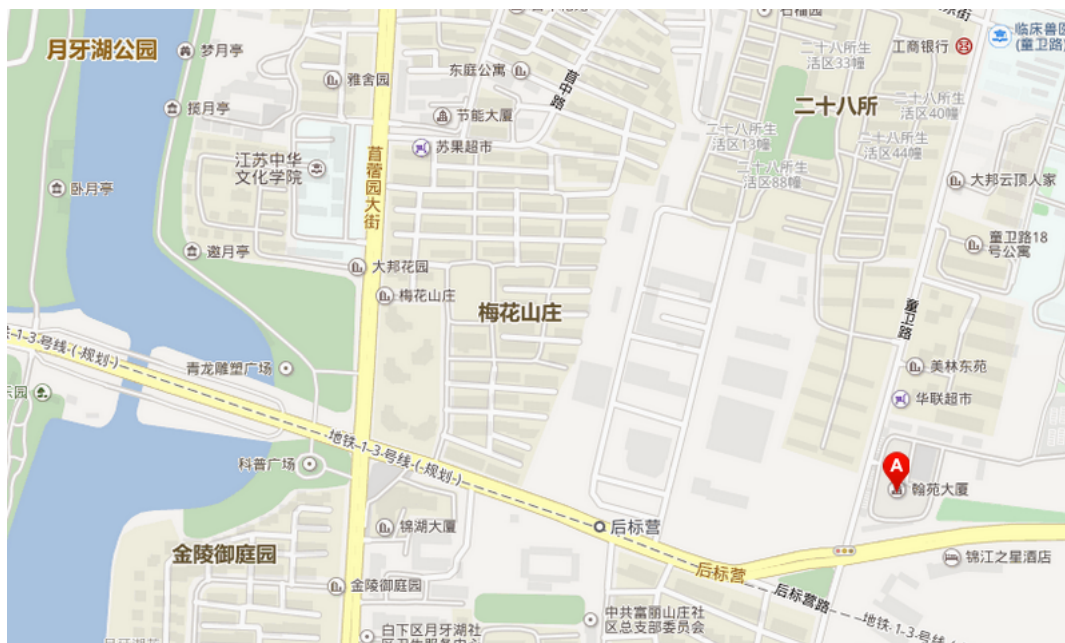 石榴园
月牙湖公园
梦月亭
雅舍园
东庭公寓
苜中路
二十八所生
活区33幢
工商银行
临床兽医
(童卫路)
揽月亭
节能大厦
二十八所
二十八所生
活区40幢
苏果超市
二十八所生
活区13幢
二十八所生
活区44幢
江苏中华
文化学院
苜蓿园大街
二十八所生
活区88幢
大邦云顶人家
卧月亭
邀月亭
大邦花园
童卫路18
号公寓
梅花山庄
梅花山庄
童卫路
地铁1-3号线(规划)
青龙雕塑广场
美林东苑
乐园
华联超市
地铁-1-3号线-(规划)
科普广场
A
翰苑大厦
锦湖大厦
后标营
金陵御庭园
锦江之星酒店
后标营
金陵御庭园
后标营路
地铁-1-3号线-(
中共富丽山庄社
区总支部委员会
白下区月牙湖社